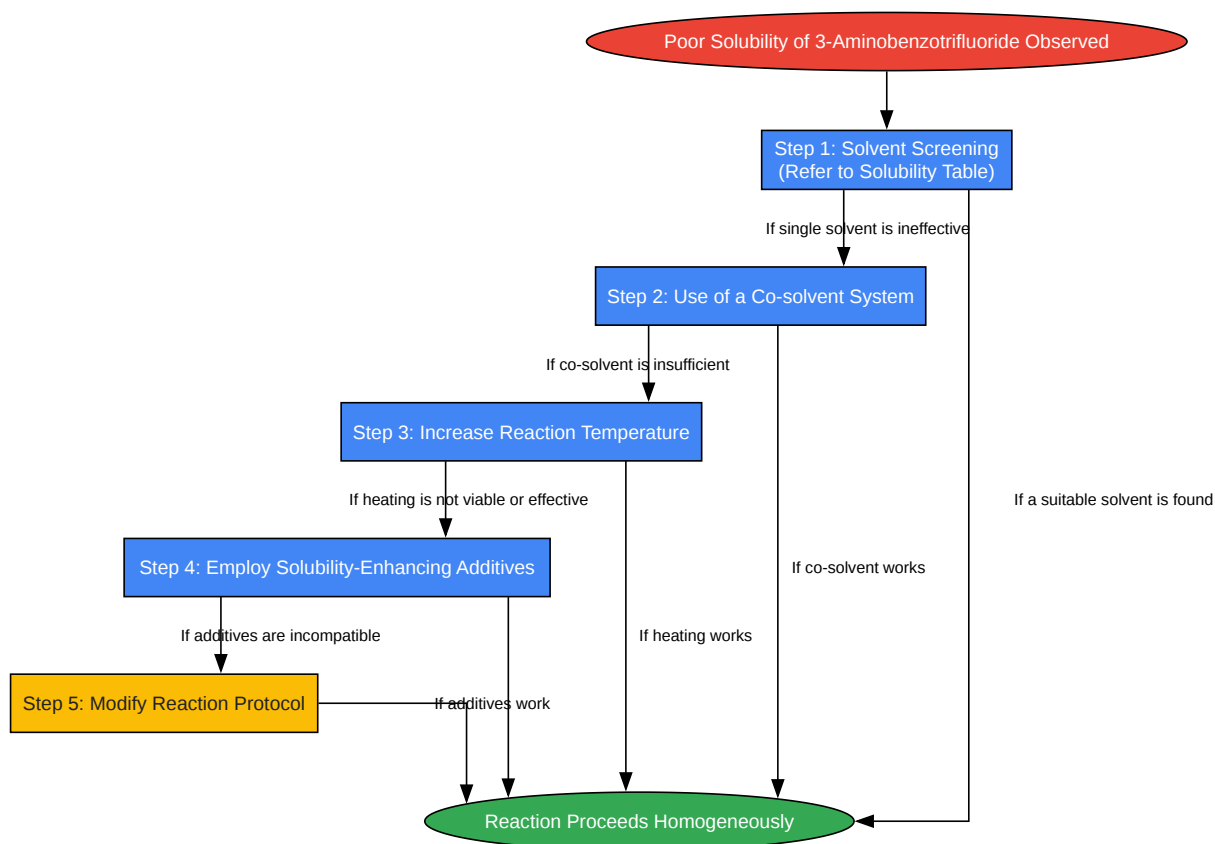 Poor Solubility of 3-Aminobenzotrifluoride Observed
Step 1: Solvent Screening
(Refer to Solubility Table)
If single solvent is ineffective
Step 2: Use of a Co-solvent System
If co-solvent is insufficient
Step 3: Increase Reaction Temperature
If heating is not viable or effective
If a suitable solvent is found
Step 4: Employ Solubility-Enhancing Additives
If co-solvent works
If additives are incompatible
If heating works
Step 5: Modify Reaction Protocol
If additives work
Reaction Proceeds Homogeneously